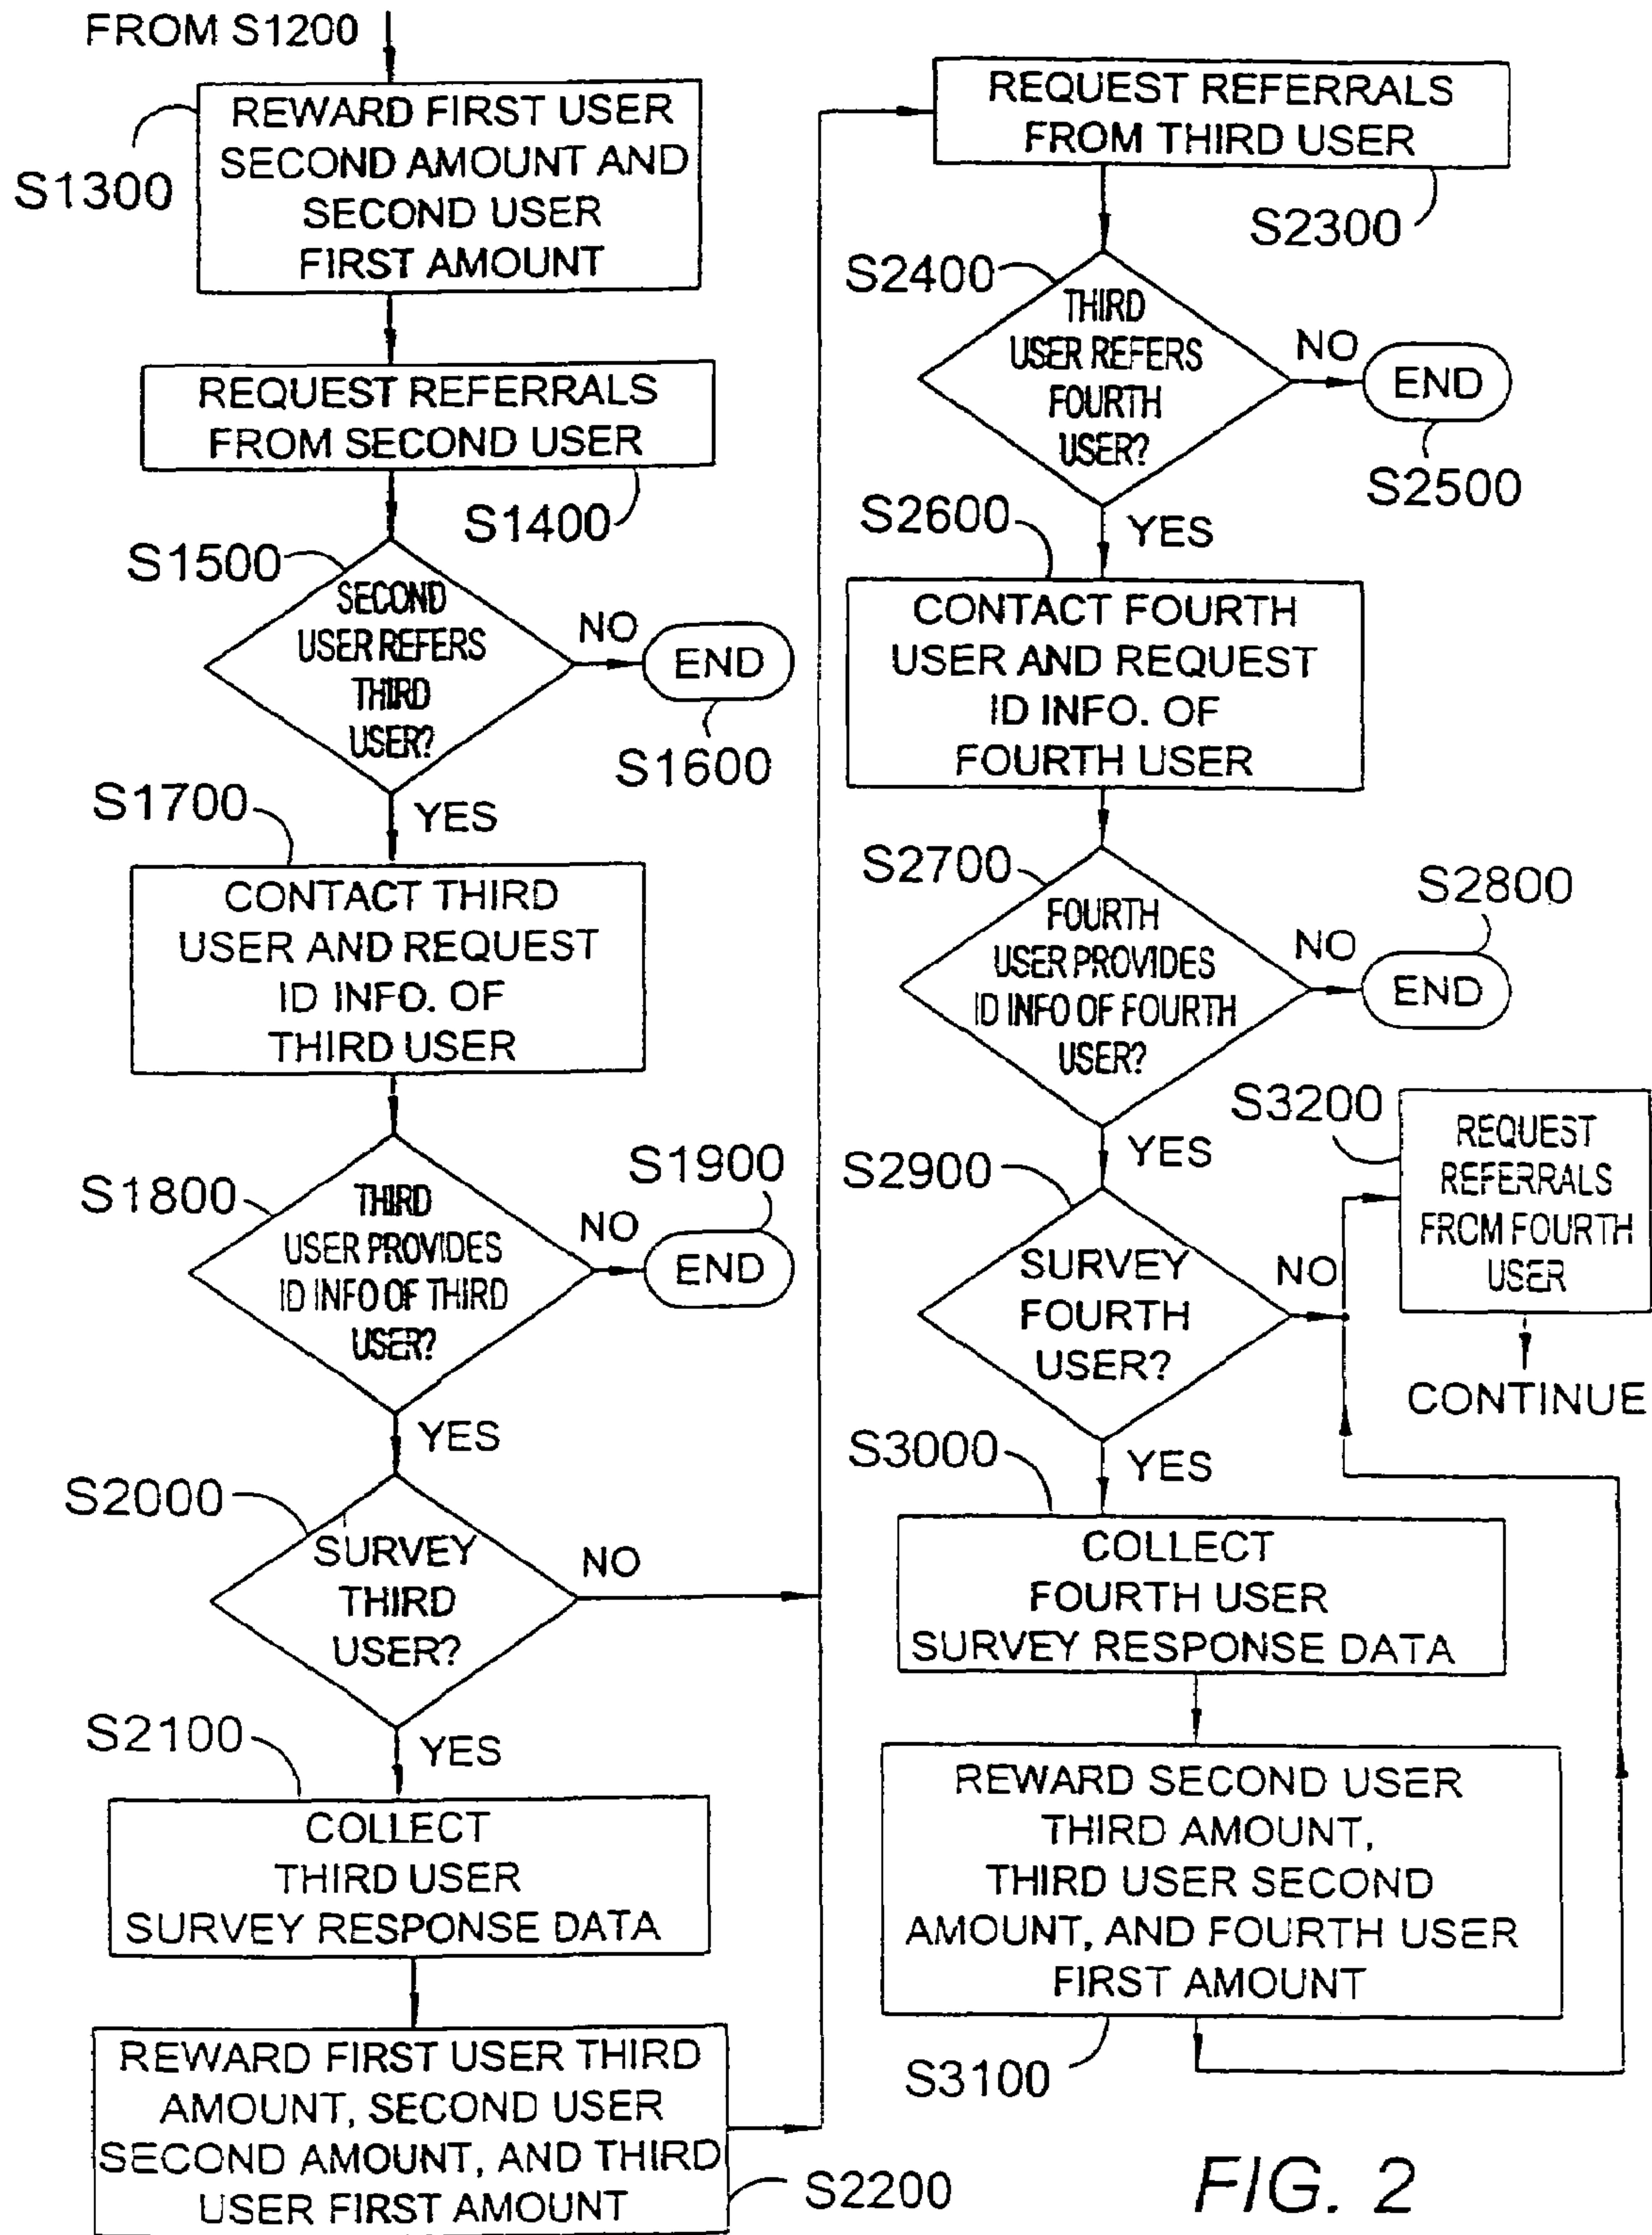 FROM S1200
REWARD FIRST USER
SECOND AMOUNT AND
SECOND USER
FIRST AMOUNT
S1300
REQUEST REFERRALS
FROM SECOND USER
S1400
S1500
SECOND
USER REFERS
THIRD
USER?
NO
END
S1600
YES
S1700
CONTACT THIRD
USER AND REQUEST
ID INFO. OF
THIRD USER
S1800
THIRD
USER PROVIDES
ID INFO OF THIRD
USER?
NO
S1900
END
YES
S2000
SURVEY
THIRD
USER?
NO
YES
S2100
COLLECT
THIRD USER
SURVEY RESPONSE DATA
REWARD FIRST USER THIRD
AMOUNT, SECOND USER
SECOND AMOUNT, AND THIRD
USER FIRST AMOUNT
S2200
REQUEST REFERRALS
FROM THIRD USER
S2300
S2400
THIRD
USER REFERS
FOURTH
USER?
NO
END
S2500
YES
S2600
CONTACT FOURTH
USER AND REQUEST
ID INFO. OF
FOURTH USER
S2700
FOURTH
USER PROVIDES
ID INFO OF FOURTH
USER?
NO
S2800
END
YES
S2900
SURVEY
FOURTH
USER?
NO
S3200
REQUEST
REFERRALS
FROM FOURTH
USER
CONTINUE
YES
S3000
COLLECT
FOURTH USER
SURVEY RESPONSE DATA
REWARD SECOND USER
THIRD AMOUNT,
THIRD USER SECOND
AMOUNT, AND FOURTH USER
FIRST AMOUNT
S3100
FIG. 2